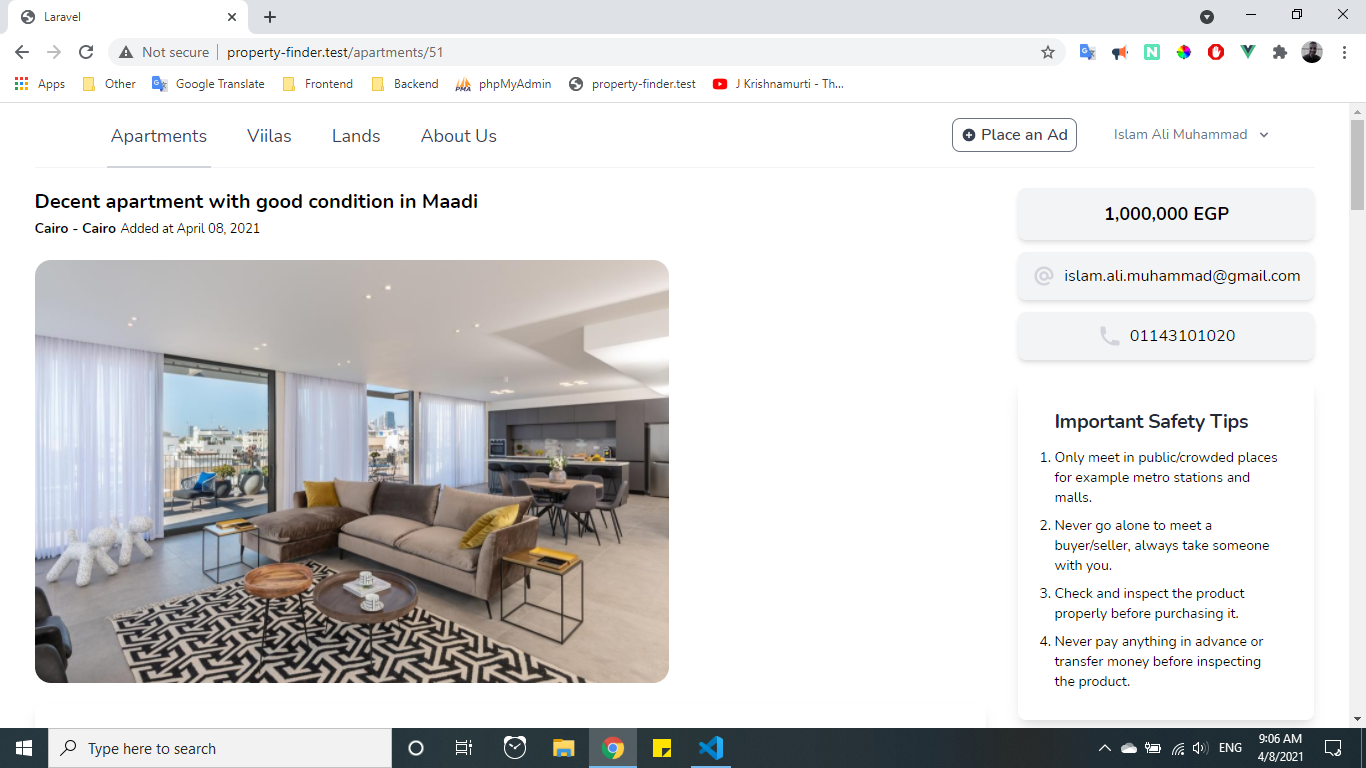 Laravel
Not secure property-finder.test/apartments/51
Apps Other Google Translate Frontend Backend phpMyAdmin property-finder.test J Krishnamurti - Th...
Apartments Viilas Lands About Us Place an Ad Islam Ali Muhammad
Decent apartment with good condition in Maadi
Cairo - Cairo Added at April 08, 2021
1,000,000 EGP
islam.ali.muhammad@gmail.com
01143101020
Important Safety Tips
1. Only meet in public/crowded places
for example metro stations and
malls.
2. Never go alone to meet a
buyer/seller, always take someone
with you.
3. Check and inspect the product
properly before purchasing it.
4. Never pay anything in advance or
transfer money before inspecting
the product.
Type here to search
ENG
9:06 AM
4/8/2021